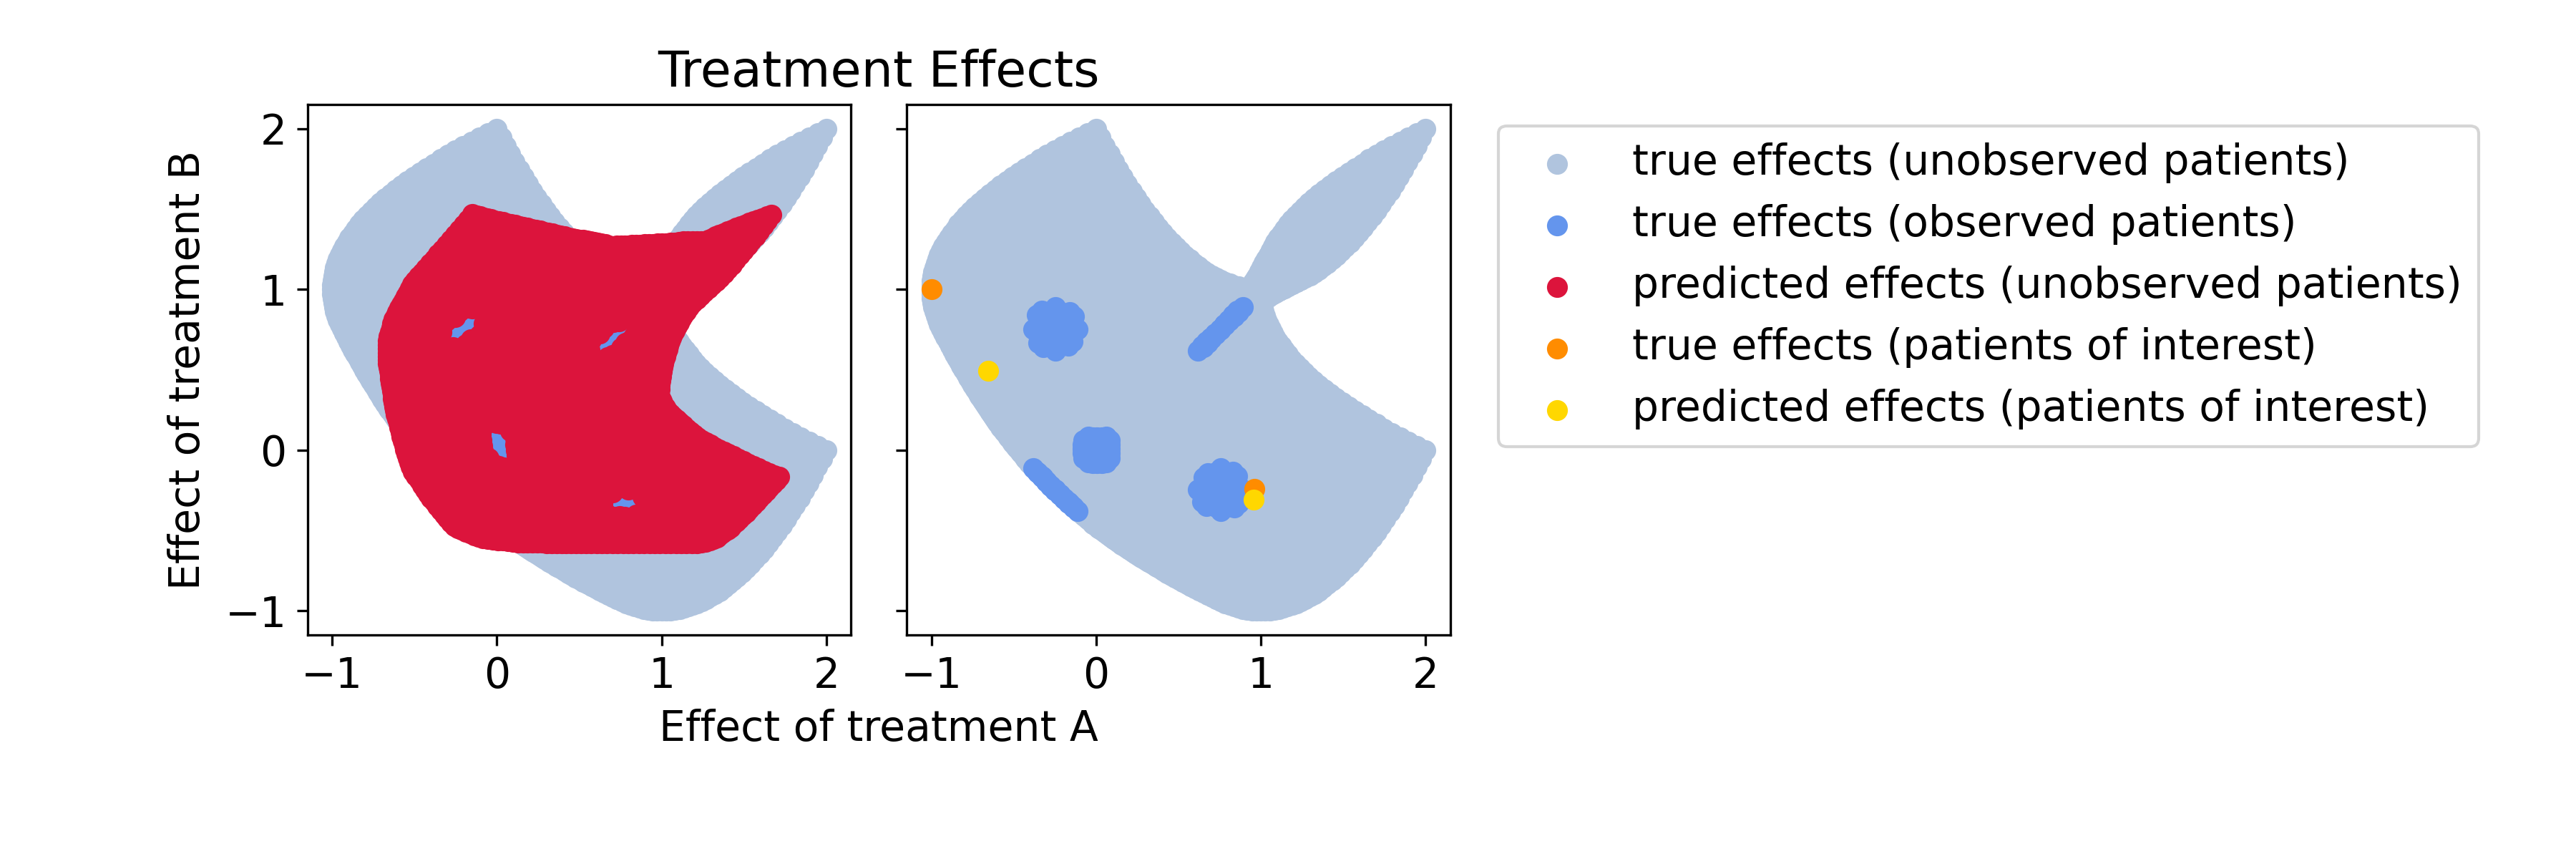 Treatment Effects
Effect of treatment B
2
1
0
−1
−1 0 1 2
−1 0 1 2
Effect of treatment A
true effects (unobserved patients)
true effects (observed patients)
predicted effects (unobserved patients)
true effects (patients of interest)
predicted effects (patients of interest)